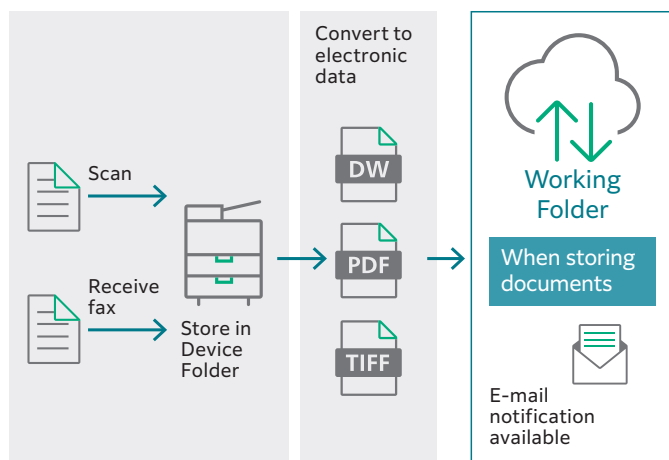 Scan
Receive
fax
Store in
Device
Folder
Convert to
electronic
data
DW
PDF
TIFF
Working
Folder
When storing
documents
E-mail
notification
available